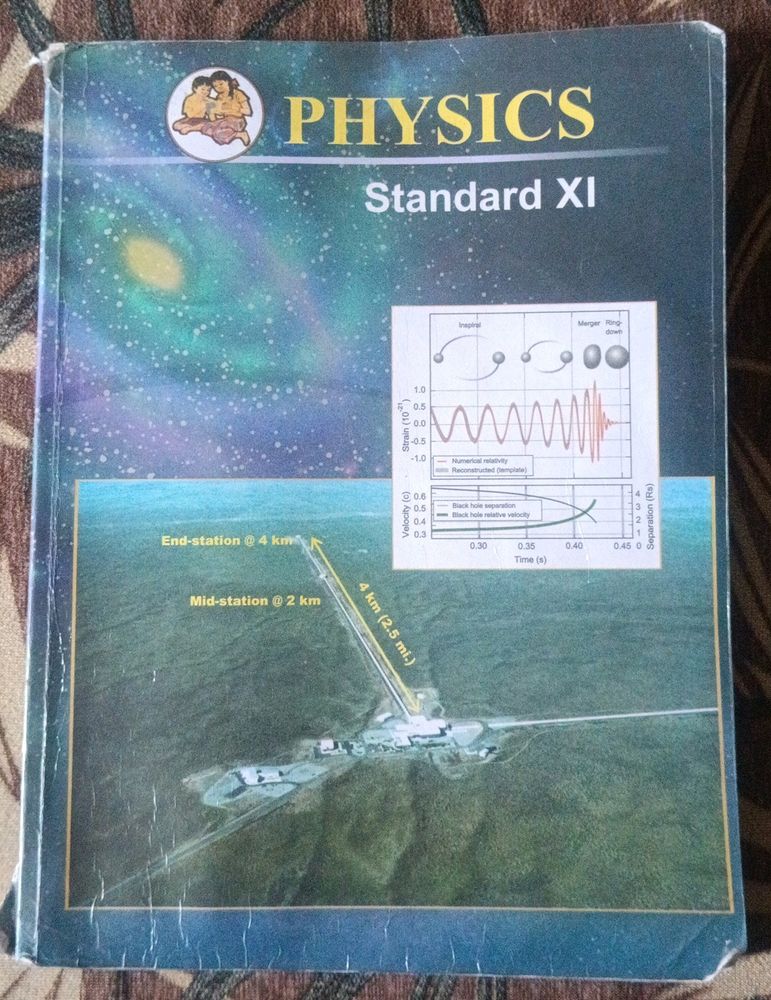 PHYSICS
Standard XI
Inspiral
Merger Ring-
down
1.0
0.5
0.0
-0.5
-1.0
Strain (10⁻²¹)
Numerical relativity
Reconstructed (template)
0.6
0.5
0.4
0.3
Velocity (c)
Black hole separation
Black hole relative velocity
4
3
2
1
0
Separation (Rs)
0.30 0.35 0.40 0.45
Time (s)
End-station @ 4 km
Mid-station @ 2 km
4 km (2.5 mi.)